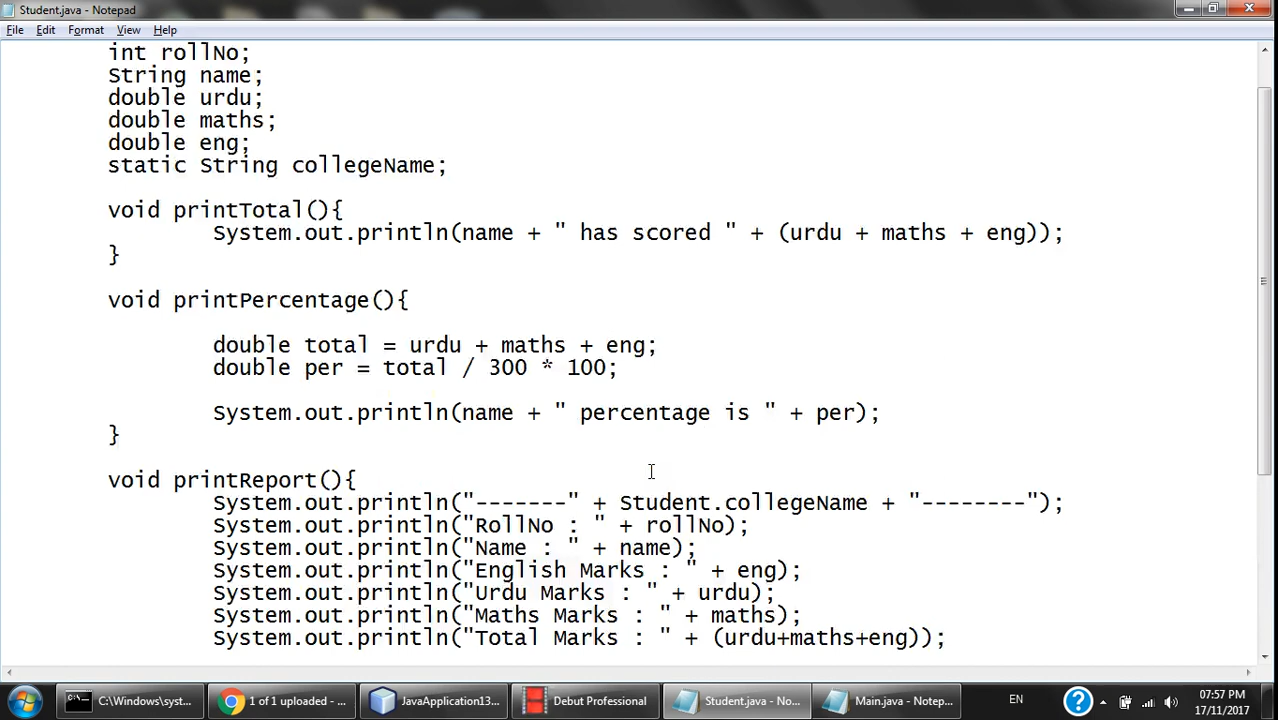 Student.java - Notepad
File Edit Format View Help
int rollNo;
String name;
double urdu;
double maths;
double eng;
static String collegeName;
void printTotal(){
System.out.println(name + " has scored " + (urdu + maths + eng));
}
void printPercentage(){
double total = urdu + maths + eng;
double per = total / 300 * 100;
System.out.println(name + " percentage is " + per);
}
void printReport(){
System.out.println("-------" + Student.collegeName + "--------");
System.out.println("RollNo : " + rollNo);
System.out.println("Name : " + name);
System.out.println("English Marks : " + eng);
System.out.println("Urdu Marks : " + urdu);
System.out.println("Maths Marks : " + maths);
System.out.println("Total Marks : " + (urdu+maths+eng));
C:\Windows\syst... 1 of 1 uploaded - ... JavaApplication13... Debut Professional Student.java - No... Main.java - Notep... EN 07:57 PM
17/11/2017